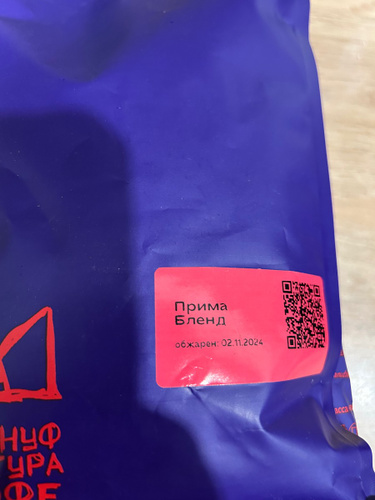 Прима
Бленд
обжарен: 02.11.2024
НУФ
ТУРА
ФЕ